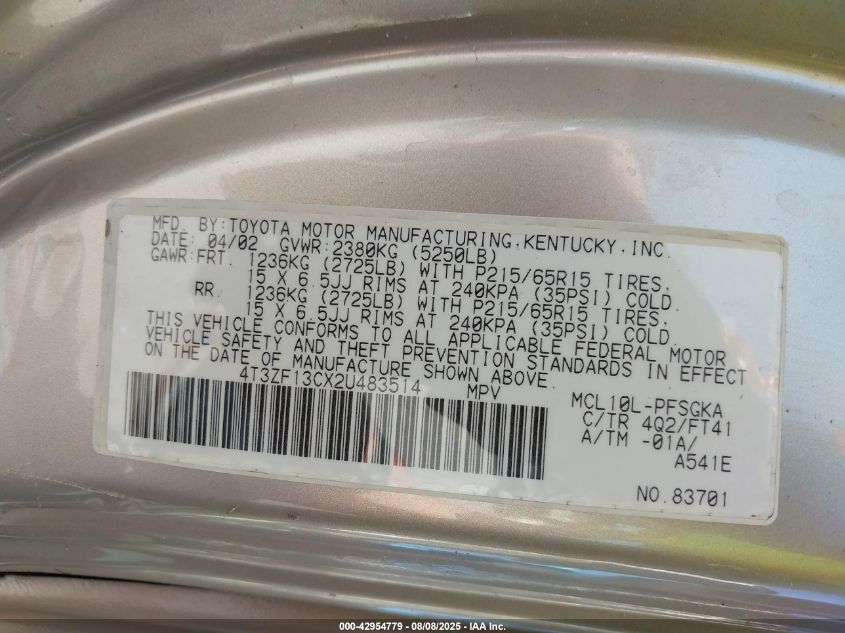 MFD. BY:TOYOTA MOTOR MANUFACTURING,KENTUCKY,INC.
DATE: 04/02 GVWR:2380KG (5250LB)
GAWR:FRT. 1236KG (2725LB) WITH P215/65R15 TIRES,
15 X 6.5JJ RIMS AT 240KPA (35PSI) COLD.
RR. 1236KG (2725LB) WITH P215/65R15 TIRES,
15 X 6.5JJ RIMS AT 240KPA (35PSI) COLD.
THIS VEHICLE CONFORMS TO ALL APPLICABLE FEDERAL MOTOR
VEHICLE SAFETY AND THEFT PREVENTION STANDARDS IN EFFECT
ON THE DATE OF MANUFACTURE SHOWN ABOVE.
4T3ZF13CX2U483514 MPV
MCL10L-PFSGKA
C/TR 4Q2/FT41
A/TM -01A/
A541E
NO.83701
000-42954779 - 08/08/2025 - IAA Inc.